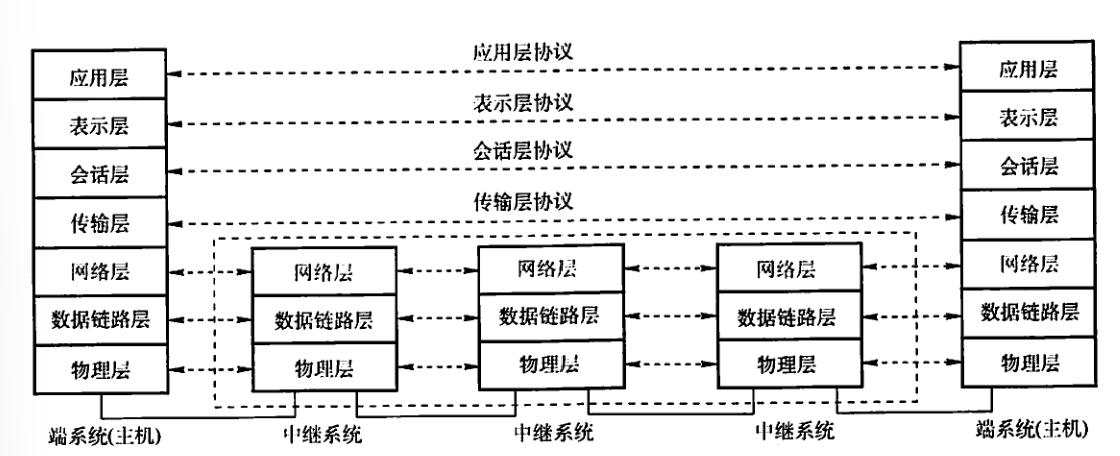 应用层协议
应用层 应用层
表示层协议
表示层 表示层
会话层协议
会话层 会话层
传输层协议
传输层 传输层
网络层 网络层 网络层 网络层 网络层
数据链路层 数据链路层 数据链路层 数据链路层 数据链路层
物理层 物理层 物理层 物理层 物理层
端系统(主机) 中继系统 中继系统 中继系统 端系统(主机)